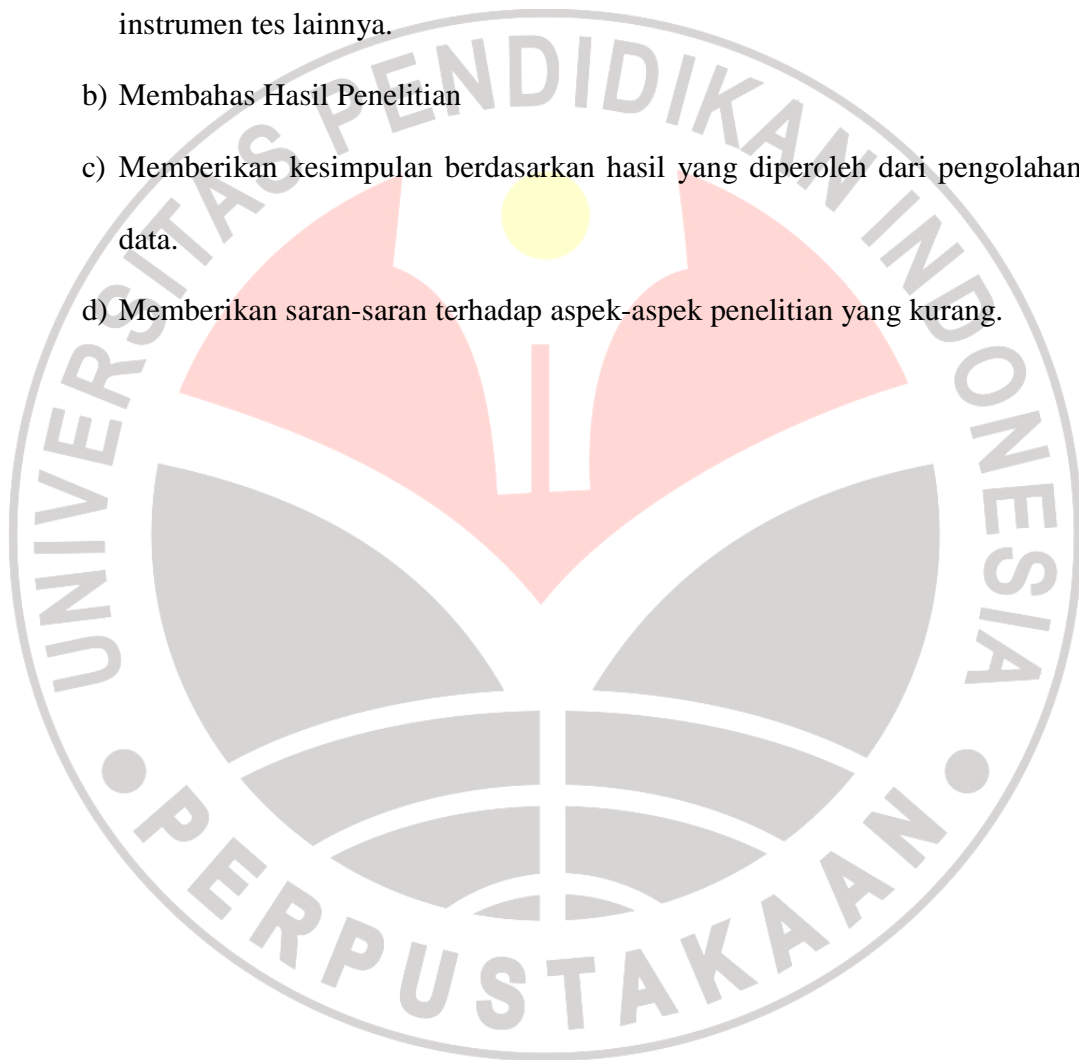 instrumen tes lainnya.
b) Membahas Hasil Penelitian
c) Memberikan kesimpulan berdasarkan hasil yang diperoleh dari pengolahan
data.
d) Memberikan saran-saran terhadap aspek-aspek penelitian yang kurang.
UNIVERSITAS PENDIDIKAN INDONESIA
PERPUSTAKAAN